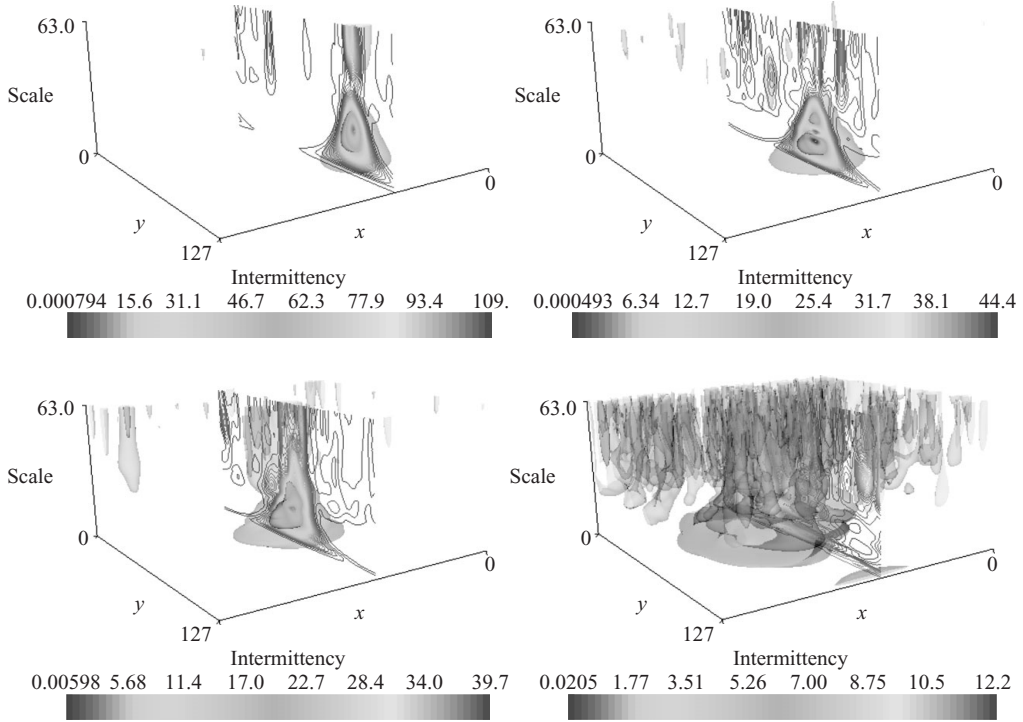 63.0
Scale
0
y
127
x
0
Intermittency
0.000794 15.6 31.1 46.7 62.3 77.9 93.4 109.
63.0
Scale
0
y
127
x
0
Intermittency
0.000493 6.34 12.7 19.0 25.4 31.7 38.1 44.4
63.0
Scale
0
y
127
x
0
Intermittency
0.00598 5.68 11.4 17.0 22.7 28.4 34.0 39.7
63.0
Scale
0
y
127
x
0
Intermittency
0.0205 1.77 3.51 5.26 7.00 8.75 10.5 12.2